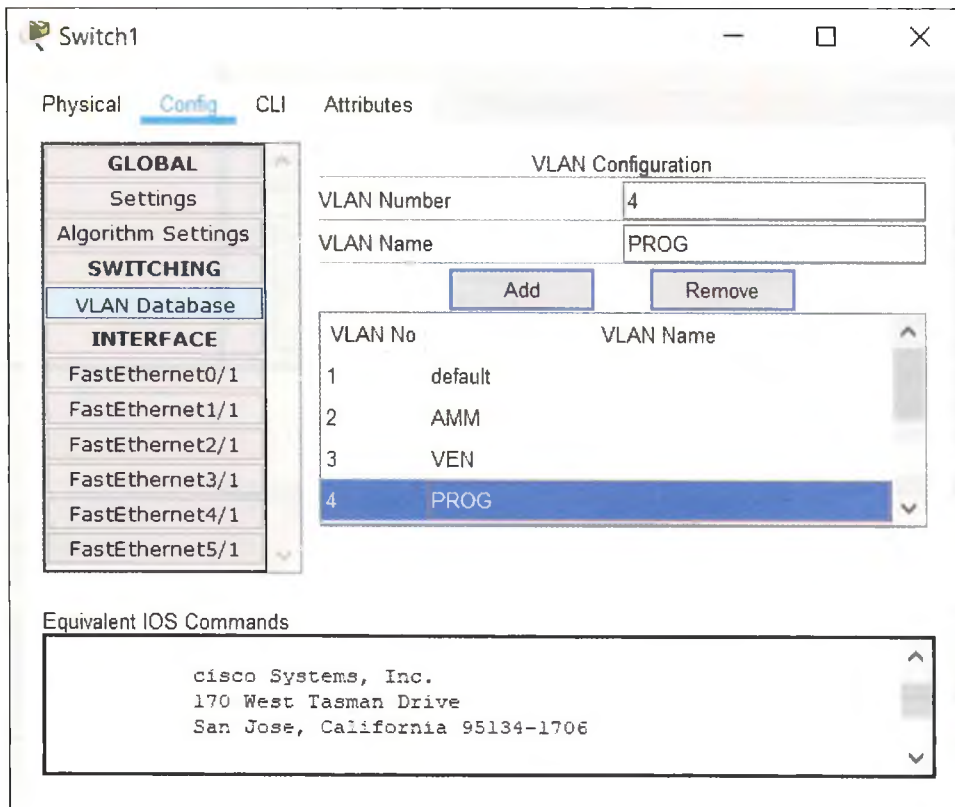 Switch1
Physical Config CLI Attributes
GLOBAL
Settings
Algorithm Settings
SWITCHING
VLAN Database
INTERFACE
FastEthernet0/1
FastEthernet1/1
FastEthernet2/1
FastEthernet3/1
FastEthernet4/1
FastEthernet5/1
VLAN Configuration
VLAN Number 4
VLAN Name PROG
Add Remove
VLAN No VLAN Name
1 default
2 AMM
3 VEN
4 PROG
Equivalent IOS Commands
cisco Systems, Inc.
170 West Tasman Drive
San Jose, California 95134-1706